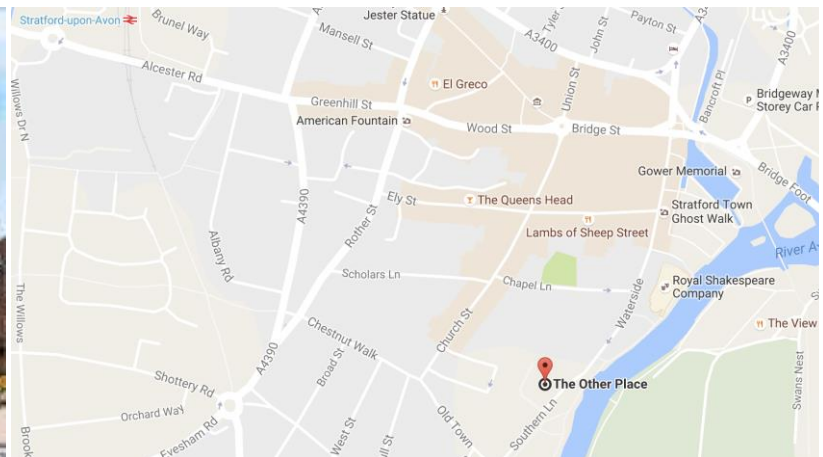 Stratford-upon-Avon
Brunel Way
Jester Statue
Mansell St
Tyler
John St
Payton St
A3400
A3400
Willows Dr N
Alcester Rd
El Greco
Union St
Bancroft Pl
Bridgeway
Storey Car
Greenhill St
American Fountain
Wood St
Bridge St
Bridge Foot
Gower Memorial
Ely St
The Queens Head
Stratford Town
Ghost Walk
Lambs of Sheep Street
A4390
Rother St
Albany Rd
River
Scholars Ln
Chapel Ln
Royal Shakespeare
Company
Waterside
The Willows
Chestnut Walk
Church St
The View
A4390
Broad St
The Other Place
Shottery Rd
Orchard Way
Evesham Rd
West St
Old Town
Southern Ln
Swans Nest